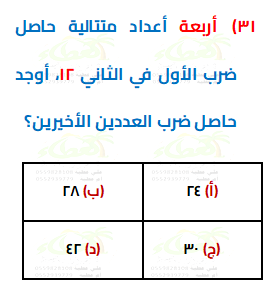 ٣١) أربعة أعداد متتالية حاصل
ضرب الأول في الثاني ١٢، أوجد
حاصل ضرب العددين الأخيرين؟
(أ) ٢٤
(ب) ٢٨
(ج) ٣٠
(د) ٤٢